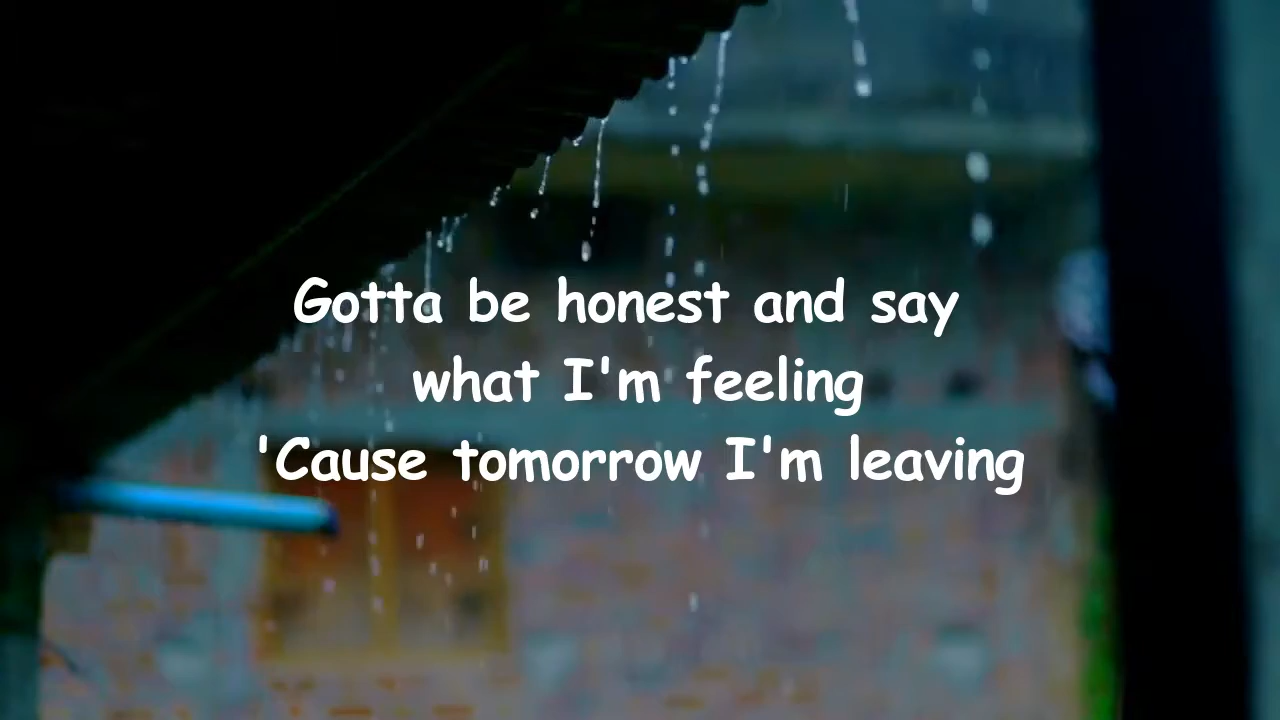 Gotta be honest and say
what I'm feeling
'Cause tomorrow I'm leaving